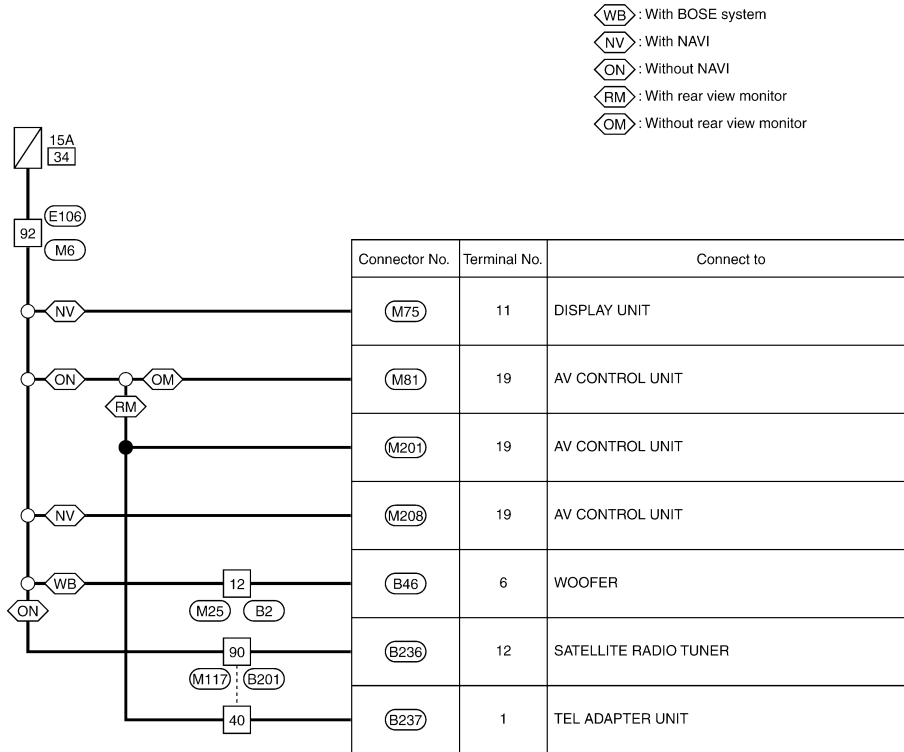 WB : With BOSE system
NV : With NAVI
ON : Without NAVI
RM : With rear view monitor
OM : Without rear view monitor
15A
34
E106
92
M6
Connector No. Terminal No. Connect to
NV M75 11 DISPLAY UNIT
ON OM M81 19 AV CONTROL UNIT
RM
M201 19 AV CONTROL UNIT
NV M208 19 AV CONTROL UNIT
WB 12 B46 6 WOOFER
ON M25 B2
90 B236 12 SATELLITE RADIO TUNER
M117 B201
40 B237 1 TEL ADAPTER UNIT